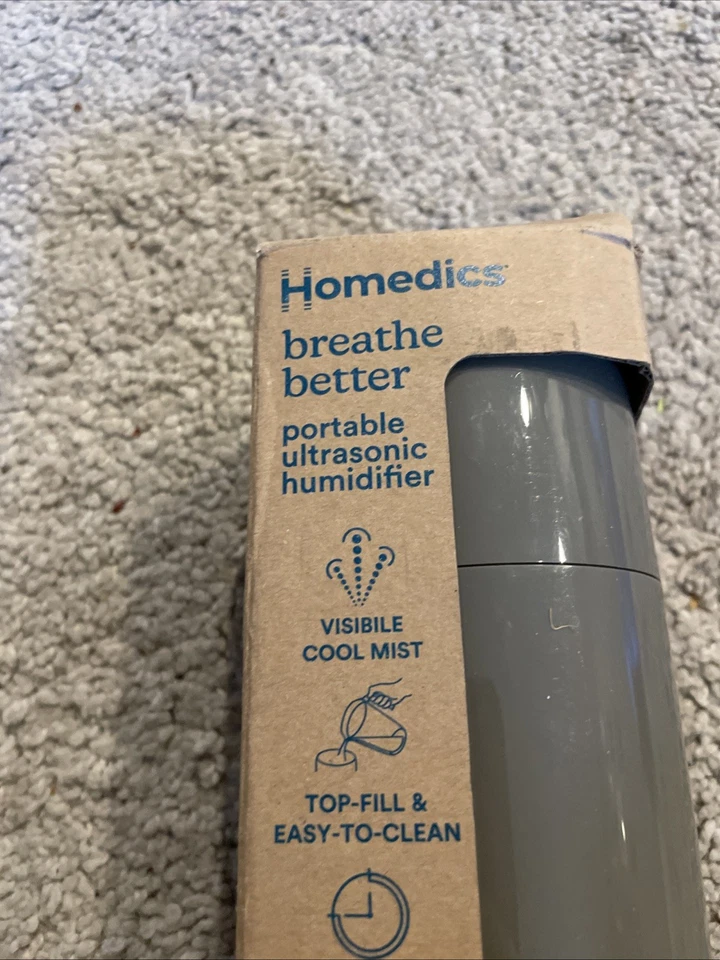 Homedics
breathe
better
portable
ultrasonic
humidifier
VISIBILE
COOL MIST
TOP-FILL &
EASY-TO-CLEAN